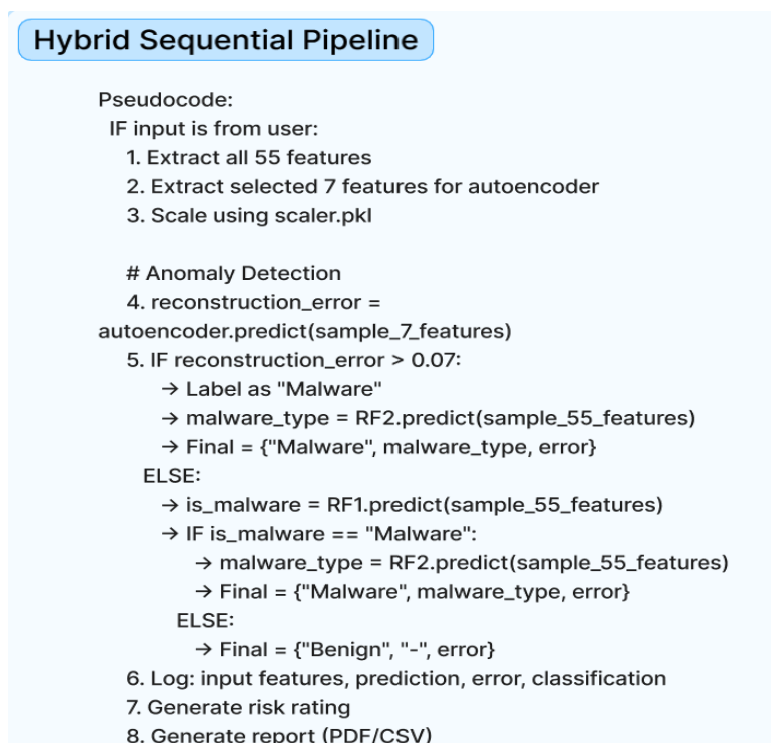 Hybrid Sequential Pipeline
Pseudocode:
IF input is from user:
1. Extract all 55 features
2. Extract selected 7 features for autoencoder
3. Scale using scaler.pkl
# Anomaly Detection
4. reconstruction_error =
autoencoder.predict(sample_7_features)
5. IF reconstruction_error > 0.07:
→ Label as "Malware"
→ malware_type = RF2.predict(sample_55_features)
→ Final = {"Malware", malware_type, error}
ELSE:
→ is_malware = RF1.predict(sample_55_features)
→ IF is_malware == "Malware":
→ malware_type = RF2.predict(sample_55_features)
→ Final = {"Malware", malware_type, error}
ELSE:
→ Final = {"Benign", "-", error}
6. Log: input features, prediction, error, classification
7. Generate risk rating
8. Generate report (PDF/CSV)